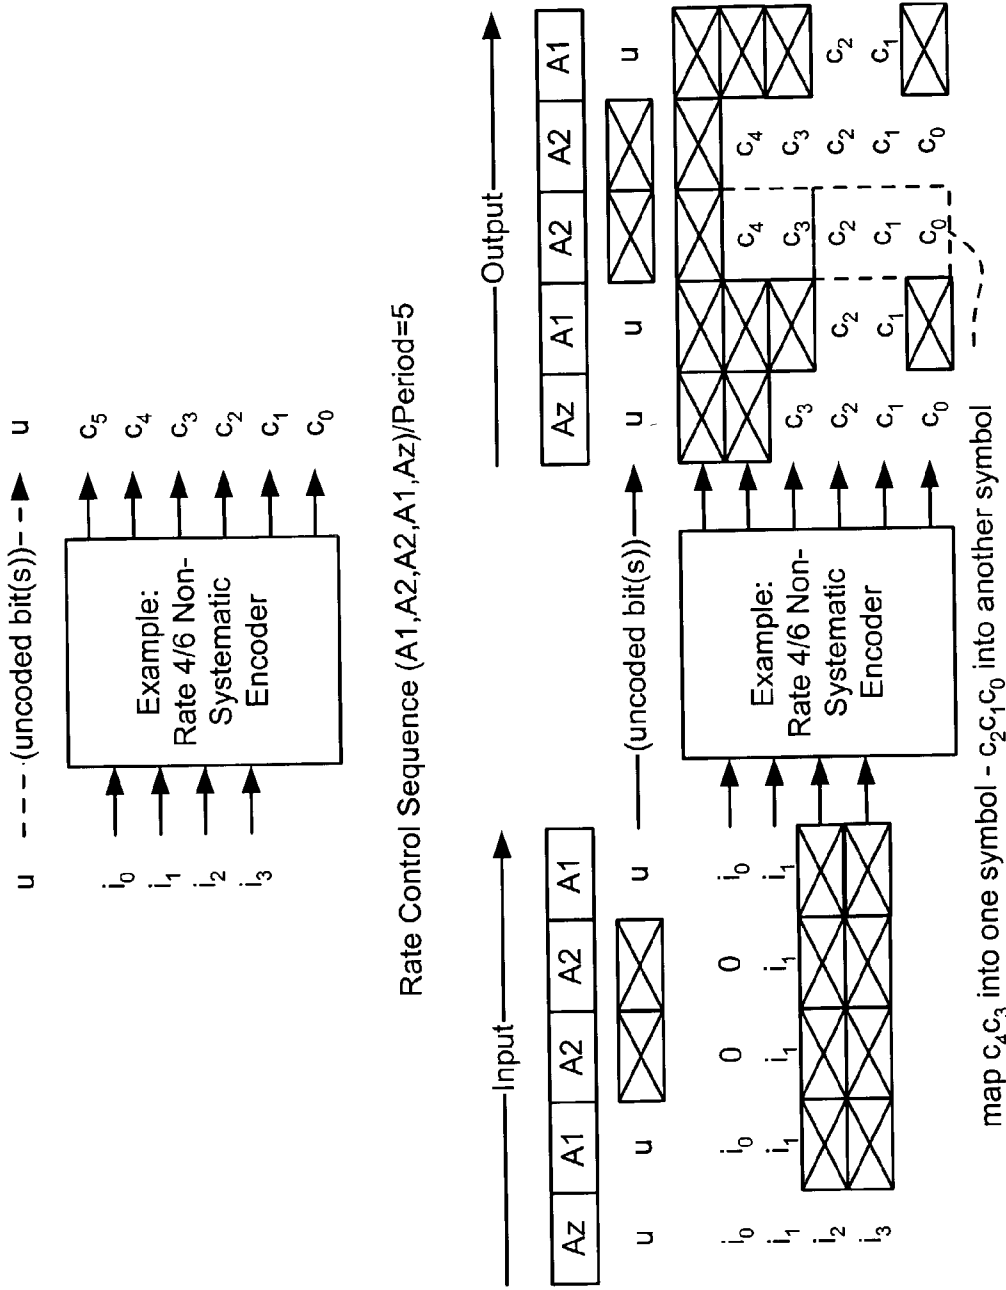 u (uncoded bit(s)) u
i0
i1
i2
i3
Example:
Rate 4/6 Non-
Systematic
Encoder
c5
c4
c3
c2
c1
c0
Rate Control Sequence (A1,A2,A2,A1,Az)/Period=5
Input
Az A1 A2 A2 A1
u u u
i0 i0 0 0 i0
i1 i1 i1 i1 i1
i2
i3
(uncoded bit(s))
Example:
Rate 4/6 Non-
Systematic
Encoder
Output
Az A1 A2 A2 A1
u u u
c4 c4
c3 c3 c3
c2 c2 c2 c2 c2
c1 c1 c1 c1 c1
c0 c0 c0
map c4c3 into one symbol - c2c1c0 into another symbol